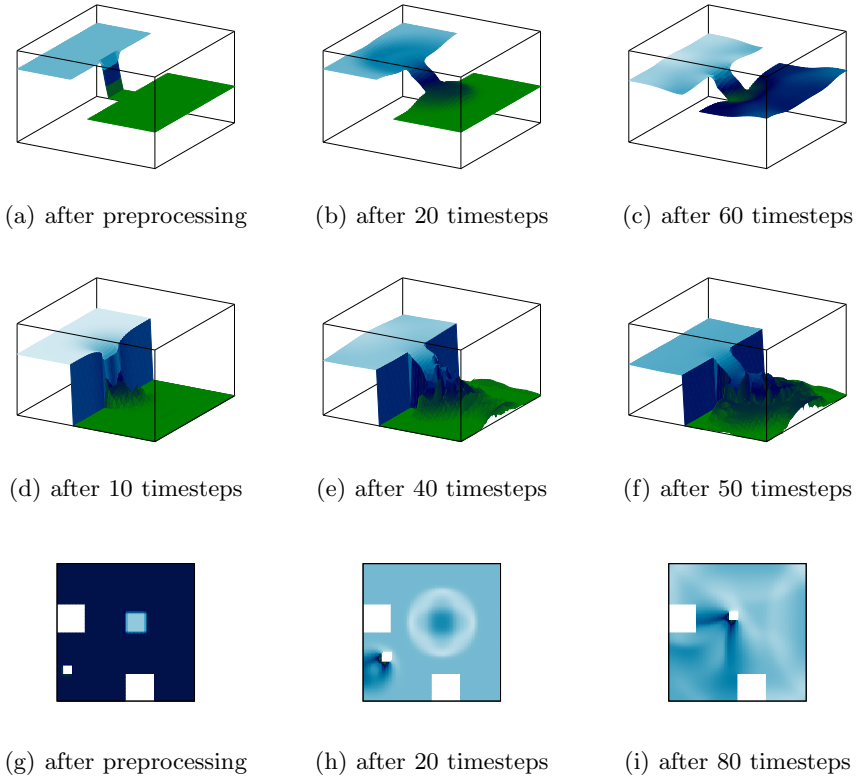 (a) after preprocessing
(b) after 20 timesteps
(c) after 60 timesteps
(d) after 10 timesteps
(e) after 40 timesteps
(f) after 50 timesteps
(g) after preprocessing
(h) after 20 timesteps
(i) after 80 timesteps